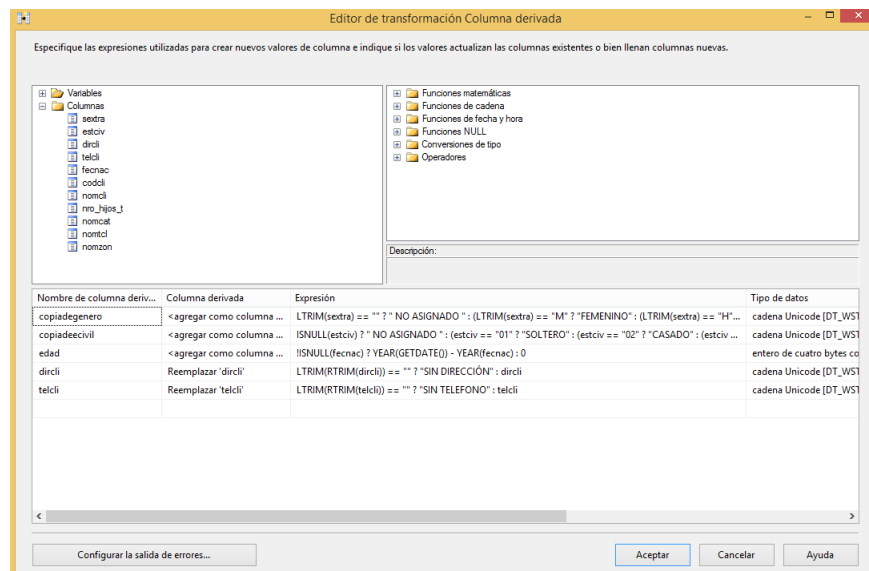 Editor de transformación Columna derivada
Especifique las expresiones utilizadas para crear nuevos valores de columna e indique si los valores actualizan las columnas existentes o bien llenan columnas nuevas.
Variables
Columnas
sextra
estciv
dircli
telcli
fecnac
codcli
nomcli
nro_hijos_t
nomcat
nomtcl
nomzon
Funciones matemáticas
Funciones de cadena
Funciones de fecha y hora
Funciones NULL
Conversiones de tipo
Operadores
Descripción:
Nombre de columna deriv... Columna derivada Expresión Tipo de datos
copiadegenero <agregar como columna ... LTRIM(sextra) == "" ? " NO ASIGNADO " : (LTRIM(sextra) == "M" ? "FEMENINO" : (LTRIM(sextra) == "H"... cadena Unicode [DT_WST
copiadeecivil <agregar como columna ... ISNULL(estciv) ? " NO ASIGNADO " : (estciv == "01" ? "SOLTERO" : (estciv == "02" ? "CASADO" : (estciv ... cadena Unicode [DT_WST
edad <agregar como columna ... !ISNULL(fecnac) ? YEAR(GETDATE()) - YEAR(fecnac) : 0 entero de cuatro bytes co
dircli Reemplazar 'dircli' LTRIM(RTRIM(dircli)) == "" ? "SIN DIRECCIÓN" : dircli cadena Unicode [DT_WST
telcli Reemplazar 'telcli' LTRIM(RTRIM(telcli)) == "" ? "SIN TELEFONO" : telcli cadena Unicode [DT_WST
Configurar la salida de errores... Aceptar Cancelar Ayuda